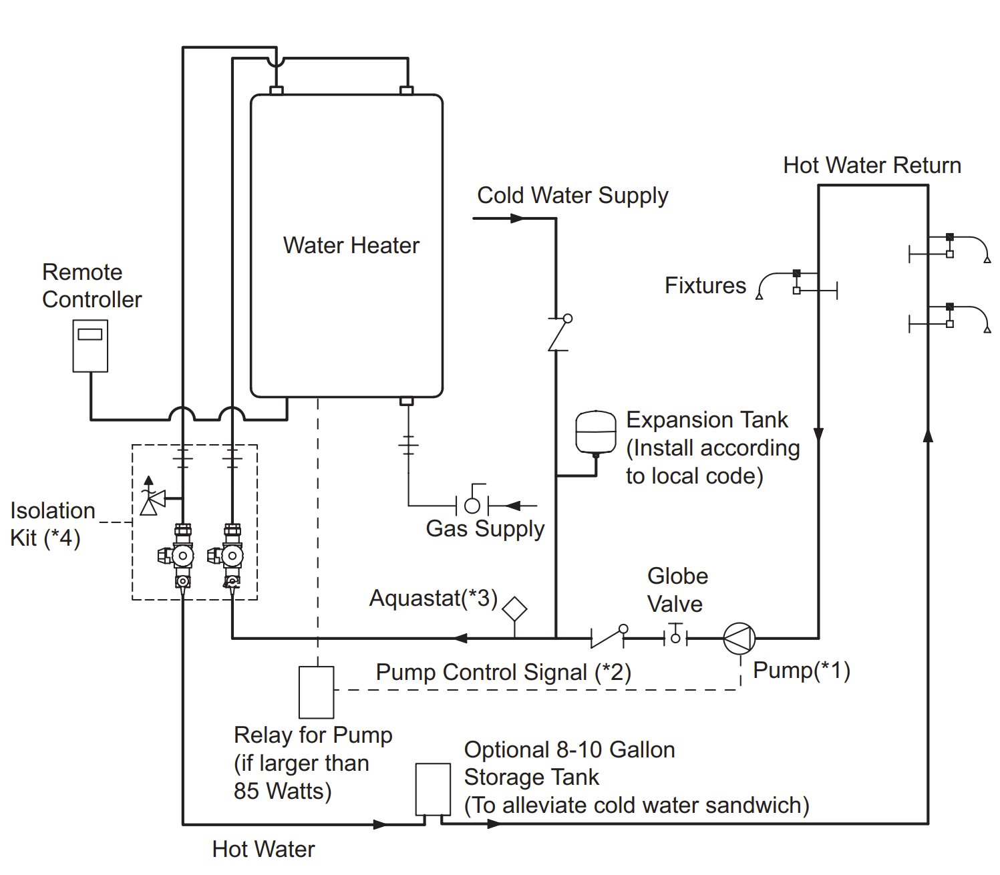 Hot Water Return
Cold Water Supply
Water Heater
Remote
Controller
Fixtures
Expansion Tank
(Install according
to local code)
Isolation
Kit (*4)
Gas Supply
Globe
Valve
Aquastat(*3)
Pump Control Signal (*2)
Pump(*1)
Relay for Pump
(if larger than
85 Watts)
Optional 8-10 Gallon
Storage Tank
(To alleviate cold water sandwich)
Hot Water